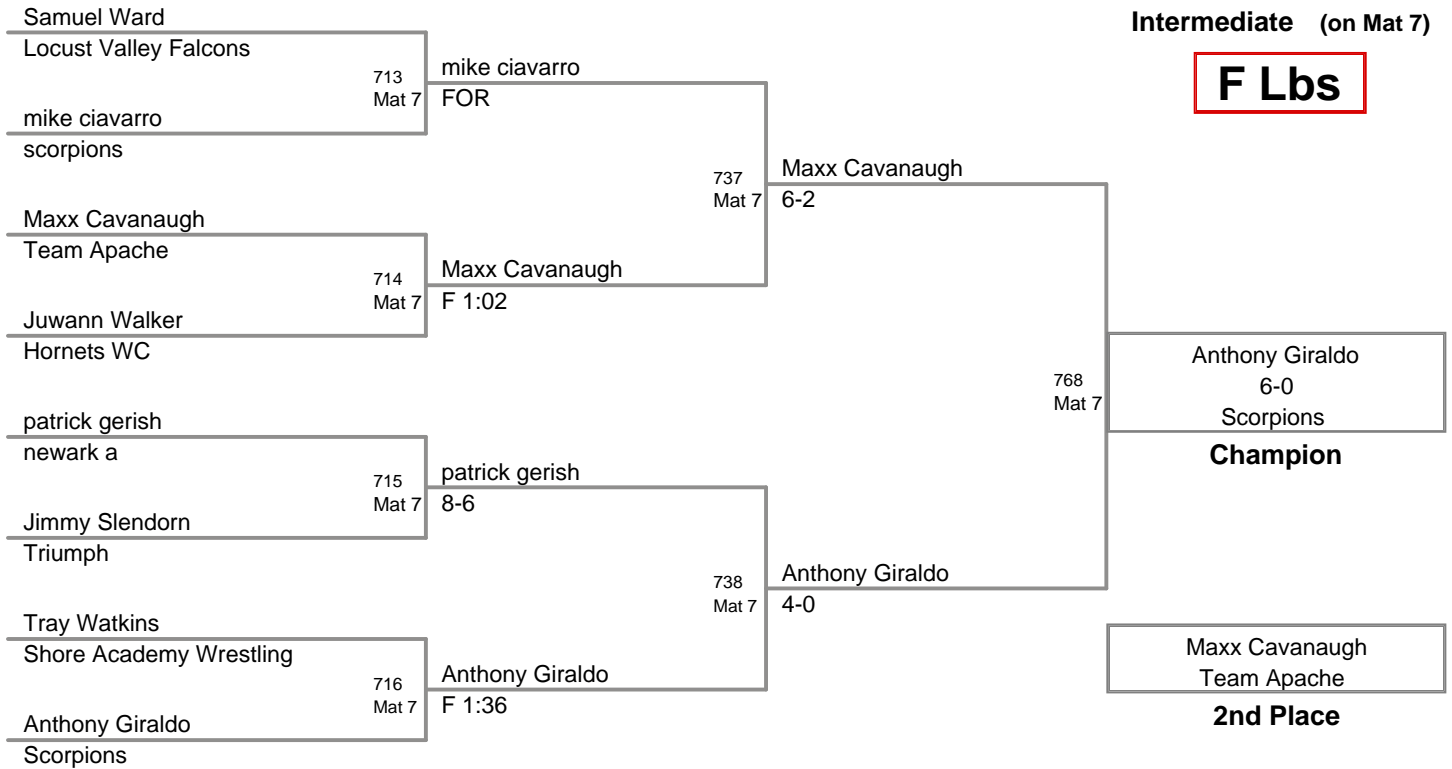 Samuel Ward
Locust Valley Falcons
713
Mat 7
mike ciavarro
FOR
mike ciavarro
scorpions
Maxx Cavanaugh
Team Apache
714
Mat 7
Maxx Cavanaugh
F 1:02
Juwann Walker
Hornets WC
737
Mat 7
Maxx Cavanaugh
6-2
patrick gerish
newark a
715
Mat 7
patrick gerish
8-6
Jimmy Slendorn
Triumph
Tray Watkins
Shore Academy Wrestling
716
Mat 7
Anthony Giraldo
F 1:36
Anthony Giraldo
Scorpions
738
Mat 7
Anthony Giraldo
4-0
768
Mat 7
Intermediate (on Mat 7)
F Lbs
Anthony Giraldo
6-0
Scorpions
Champion
Maxx Cavanaugh
Team Apache
2nd Place